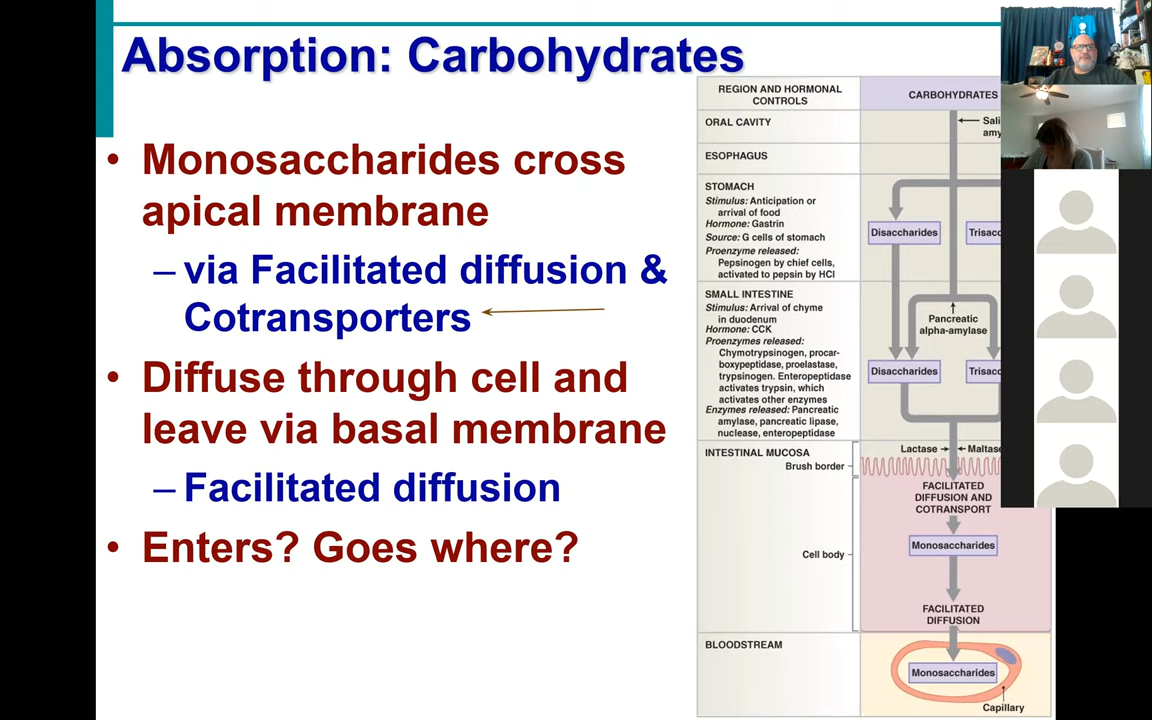 Absorption: Carbohydrates
• Monosaccharides cross
apical membrane
– via Facilitated diffusion &
Cotransporters
• Diffuse through cell and
leave via basal membrane
– Facilitated diffusion
• Enters? Goes where?
REGION AND HORMONAL
CONTROLS
CARBOHYDRATES
ORAL CAVITY
ESOPHAGUS
STOMACH
Stimulus: Anticipation or
arrival of food
Hormone: Gastrin
Source: G cells of stomach
Proenzyme released:
Pepsinogen by chief cells,
activated to pepsin by HCl
Disaccharides
SMALL INTESTINE
Stimulus: Arrival of chyme
in duodenum
Hormone: CCK
Proenzymes released:
Chymotrypsinogen, procar-
boxypeptidase, proelastase,
trypsinogen. Enteropeptidase
activates trypsin, which
activates other enzymes
Enzymes released: Pancreatic
amylase, pancreatic lipase,
nuclease, enteropeptidase
Pancreatic
alpha-amylase
Disaccharides
INTESTINAL MUCOSA
Brush border
Cell body
Lactase
Maltase
FACILITATED
DIFFUSION AND
COTRANSPORT
Monosaccharides
FACILITATED
DIFFUSION
BLOODSTREAM
Monosaccharides
Capillary